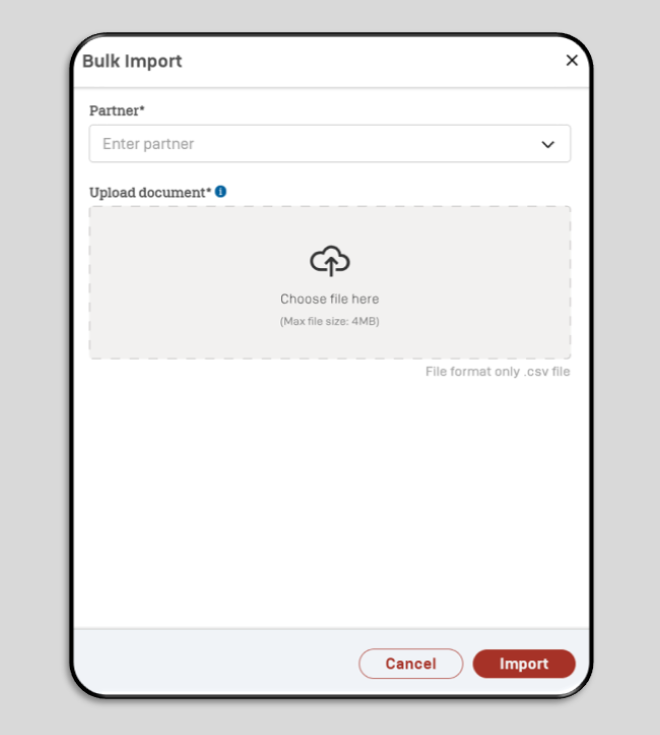 Bulk Import
Partner*
Enter partner
Upload document*
Choose file here
(Max file size: 4MB)
File format only .csv file
Cancel
Import